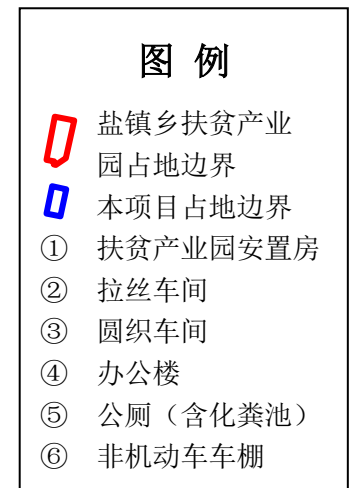 图 例
盐镇乡扶贫产业
园占地边界
本项目占地边界
① 扶贫产业园安置房
② 拉丝车间
③ 圆织车间
④ 办公楼
⑤ 公厕（含化粪池）
⑥ 非机动车车棚